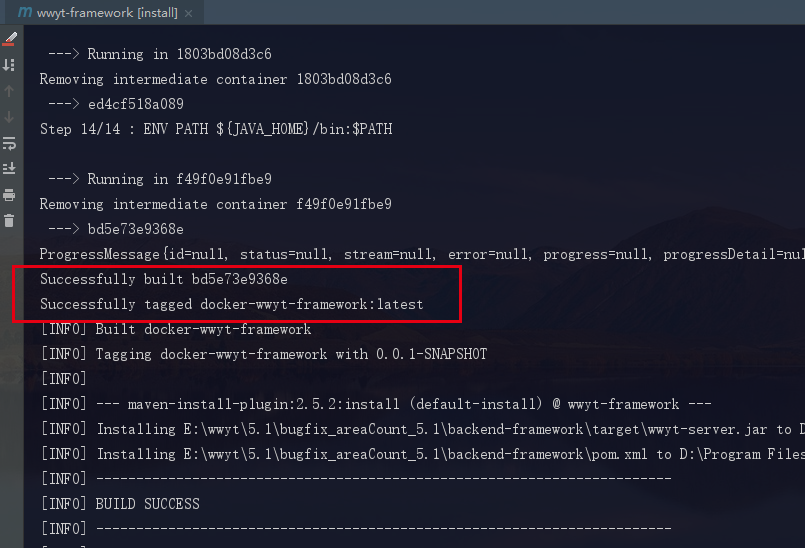 m wwyt-framework [install] ×
---> Running in 1803bd08d3c6
Removing intermediate container 1803bd08d3c6
---> ed4cf518a089
Step 14/14 : ENV PATH ${JAVA_HOME}/bin:$PATH
---> Running in f49f0e91fbe9
Removing intermediate container f49f0e91fbe9
---> bd5e73e9368e
ProgressMessage{id=null, status=null, stream=null, error=null, progress=null, progressDetail=nul
Successfully built bd5e73e9368e
Successfully tagged docker-wwyt-framework:latest
[INFO] Built docker-wwyt-framework
[INFO] Tagging docker-wwyt-framework with 0.0.1-SNAPSHOT
[INFO]
[INFO] --- maven-install-plugin:2.5.2:install (default-install) @ wwyt-framework ---
[INFO] Installing E:\wwyt\5.1\bugfix_areaCount_5.1\backend-framework\target\wwyt-server.jar to D
[INFO] Installing E:\wwyt\5.1\bugfix_areaCount_5.1\backend-framework\pom.xml to D:\Program Files
[INFO] ------------------------------------------------------------------------
[INFO] BUILD SUCCESS
[INFO] ------------------------------------------------------------------------